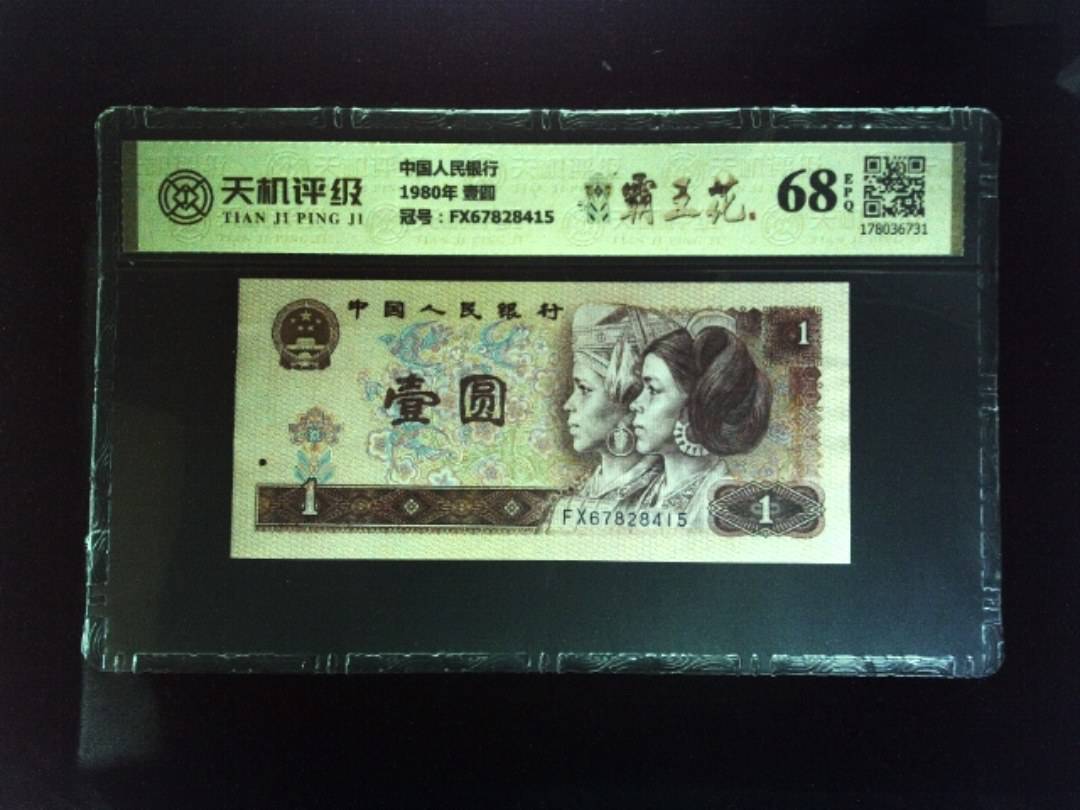 天机评级
TIAN JI PING JI
中国人民银行
1980年 壹圆
冠号：FX67828415
霸王花
68
EPQ
178036731
中国人民银行
壹圆
1
1
FX67828415
1